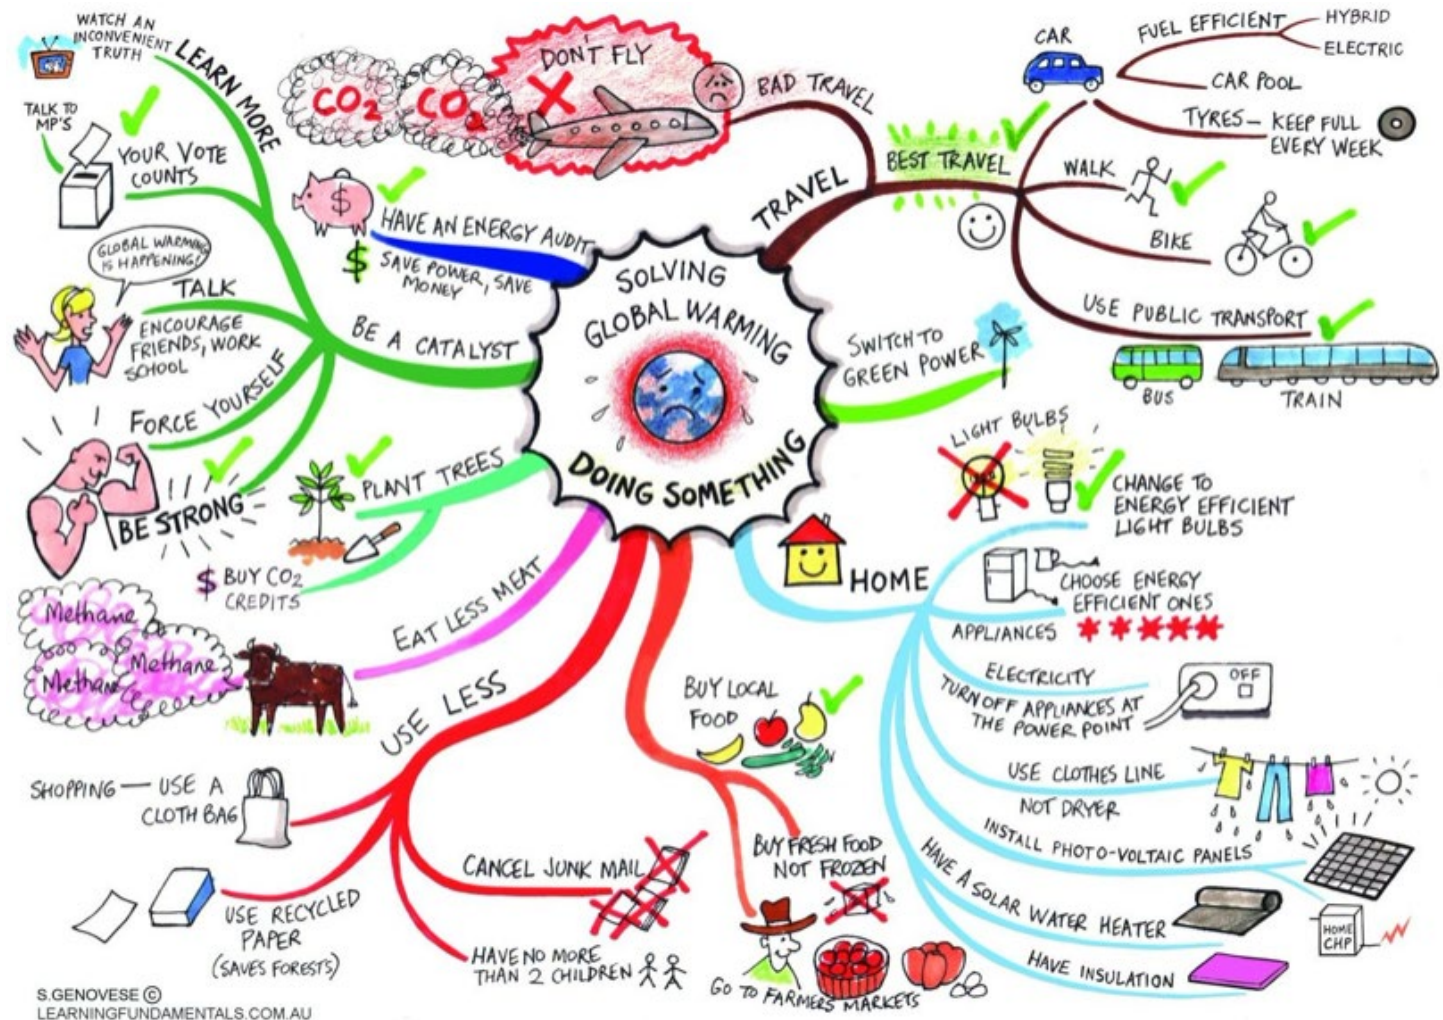 SOLVING
GLOBAL WARMING
DOING SOMETHING
TRAVEL
BAD TRAVEL
DON'T FLY
CO2
CO2
BEST TRAVEL
CAR
FUEL EFFICIENT
HYBRID
ELECTRIC
CAR POOL
TYRES — KEEP FULL
EVERY WEEK
WALK
BIKE
USE PUBLIC TRANSPORT
BUS
TRAIN
SWITCH TO
GREEN POWER
HOME
LIGHT BULBS
CHANGE TO
ENERGY EFFICIENT
LIGHT BULBS
CHOOSE ENERGY
EFFICIENT ONES
APPLIANCES
ELECTRICITY
TURN OFF APPLIANCES AT
THE POWER POINT
OFF
USE CLOTHES LINE
NOT DRYER
INSTALL PHOTO-VOLTAIC PANELS
HOME
CHP
HAVE A SOLAR WATER HEATER
HAVE INSULATION
BUY LOCAL
FOOD
BUY FRESH FOOD
NOT FROZEN
GO TO FARMERS MARKETS
USE LESS
SHOPPING — USE A
CLOTH BAG
USE RECYCLED
PAPER
(SAVES FORESTS)
CANCEL JUNK MAIL
HAVE NO MORE
THAN 2 CHILDREN
EAT LESS MEAT
Methane
Methane
Methane
PLANT TREES
$ BUY CO2
CREDITS
BE A CATALYST
LEARN MORE
WATCH AN
INCONVENIENT
TRUTH
TALK TO
MP'S
YOUR VOTE
COUNTS
GLOBAL WARMING
IS HAPPENING!
TALK
ENCOURAGE
FRIENDS, WORK
SCHOOL
FORCE YOURSELF
BE STRONG
$
HAVE AN ENERGY AUDIT
$ SAVE POWER, SAVE
MONEY
S.GENOVESE ©
LEARNINGFUNDAMENTALS.COM.AU